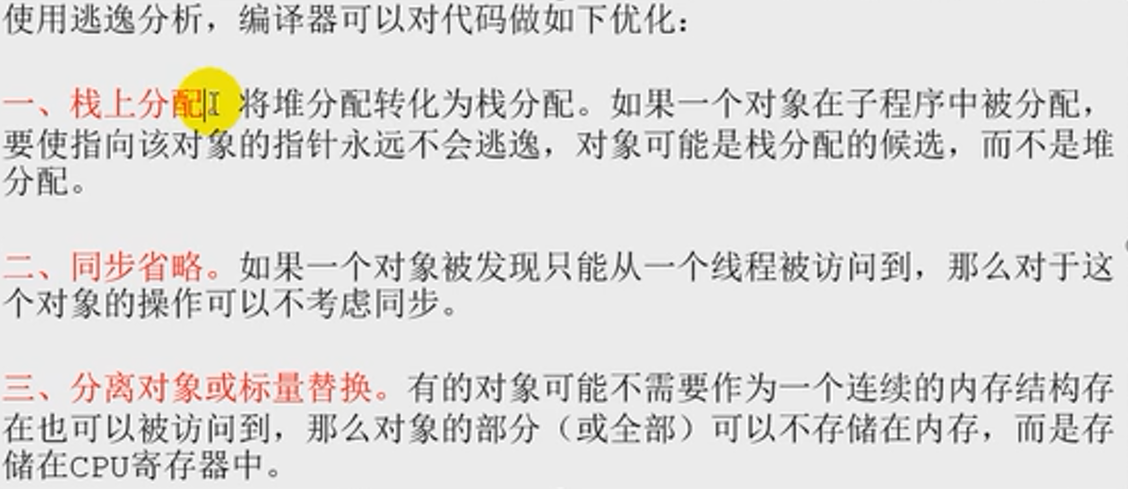 使用逃逸分析，编译器可以对代码做如下优化：
一、栈上分配 将堆分配转化为栈分配。如果一个对象在子程序中被分配，
要使指向该对象的指针永远不会逃逸，对象可能是栈分配的候选，而不是堆
分配。
二、同步省略。如果一个对象被发现只能从一个线程被访问到，那么对于这
个对象的操作可以不考虑同步。
三、分离对象或标量替换。有的对象可能不需要作为一个连续的内存结构存
在也可以被访问到，那么对象的部分（或全部）可以不存储在内存，而是存
储在CPU寄存器中。